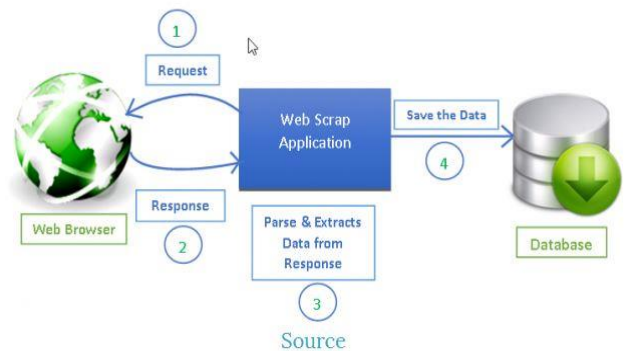 1
Request
Web Scrap
Application
Save the Data
4
Response
2
Web Browser
Parse & Extracts
Data from
Response
3
Database
Source